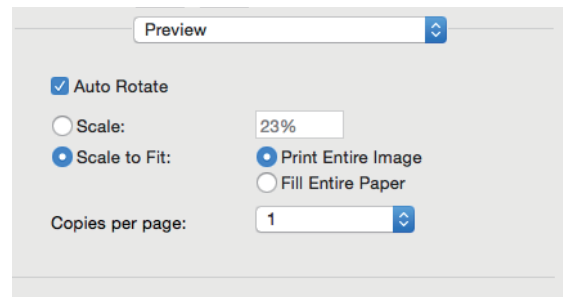 Preview
Auto Rotate
Scale: 23%
Scale to Fit: Print Entire Image
Fill Entire Paper
Copies per page: 1